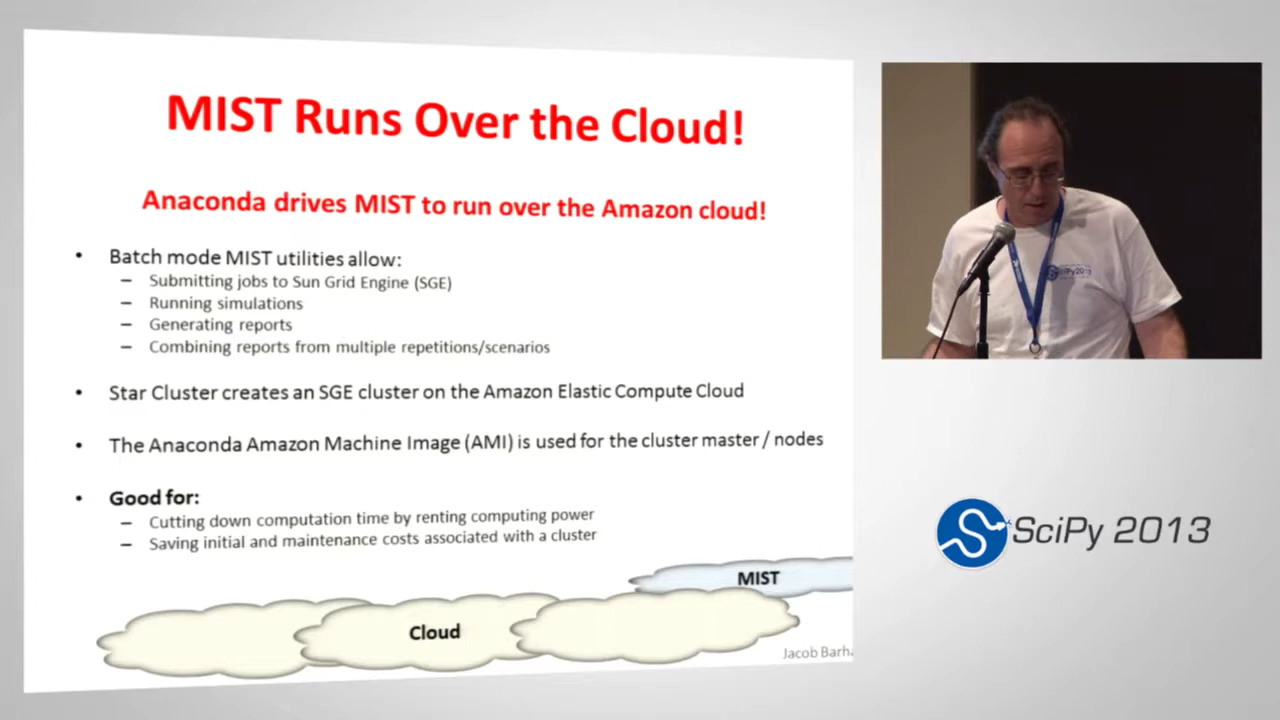 MIST Runs Over the Cloud!
Anaconda drives MIST to run over the Amazon cloud!
• Batch mode MIST utilities allow:
– Submitting jobs to Sun Grid Engine (SGE)
– Running simulations
– Generating reports
– Combining reports from multiple repetitions/scenarios
• Star Cluster creates an SGE cluster on the Amazon Elastic Compute Cloud
• The Anaconda Amazon Machine Image (AMI) is used for the cluster master / nodes
• Good for:
– Cutting down computation time by renting computing power
– Saving initial and maintenance costs associated with a cluster
MIST
Cloud
Jacob Barha
SciPy2013
SciPy 2013